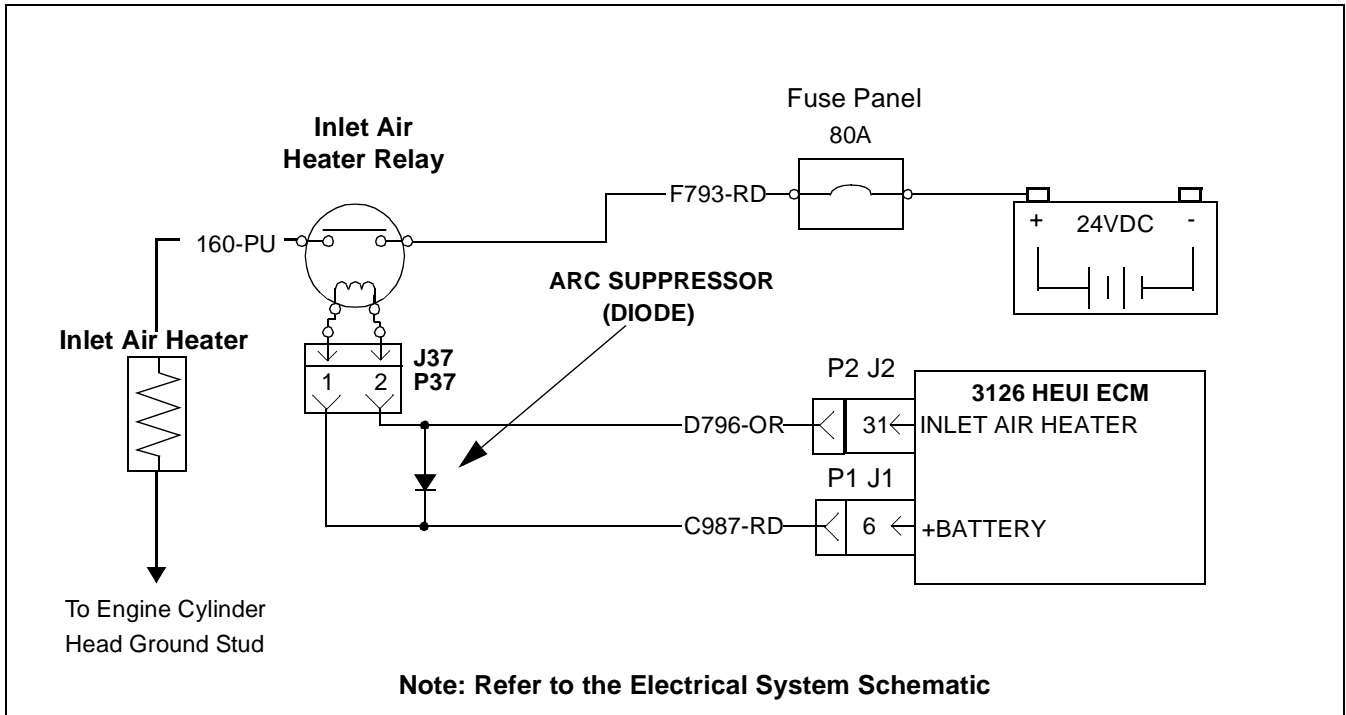 Fuse Panel
80A
Inlet Air
Heater Relay
F793-RD
+ 24VDC -
160-PU
ARC SUPPRESSOR
(DIODE)
Inlet Air Heater
J37
P37
1 2
P2 J2
3126 HEUI ECM
D796-OR
31
INLET AIR HEATER
P1 J1
C987-RD
6
+BATTERY
To Engine Cylinder
Head Ground Stud
Note: Refer to the Electrical System Schematic